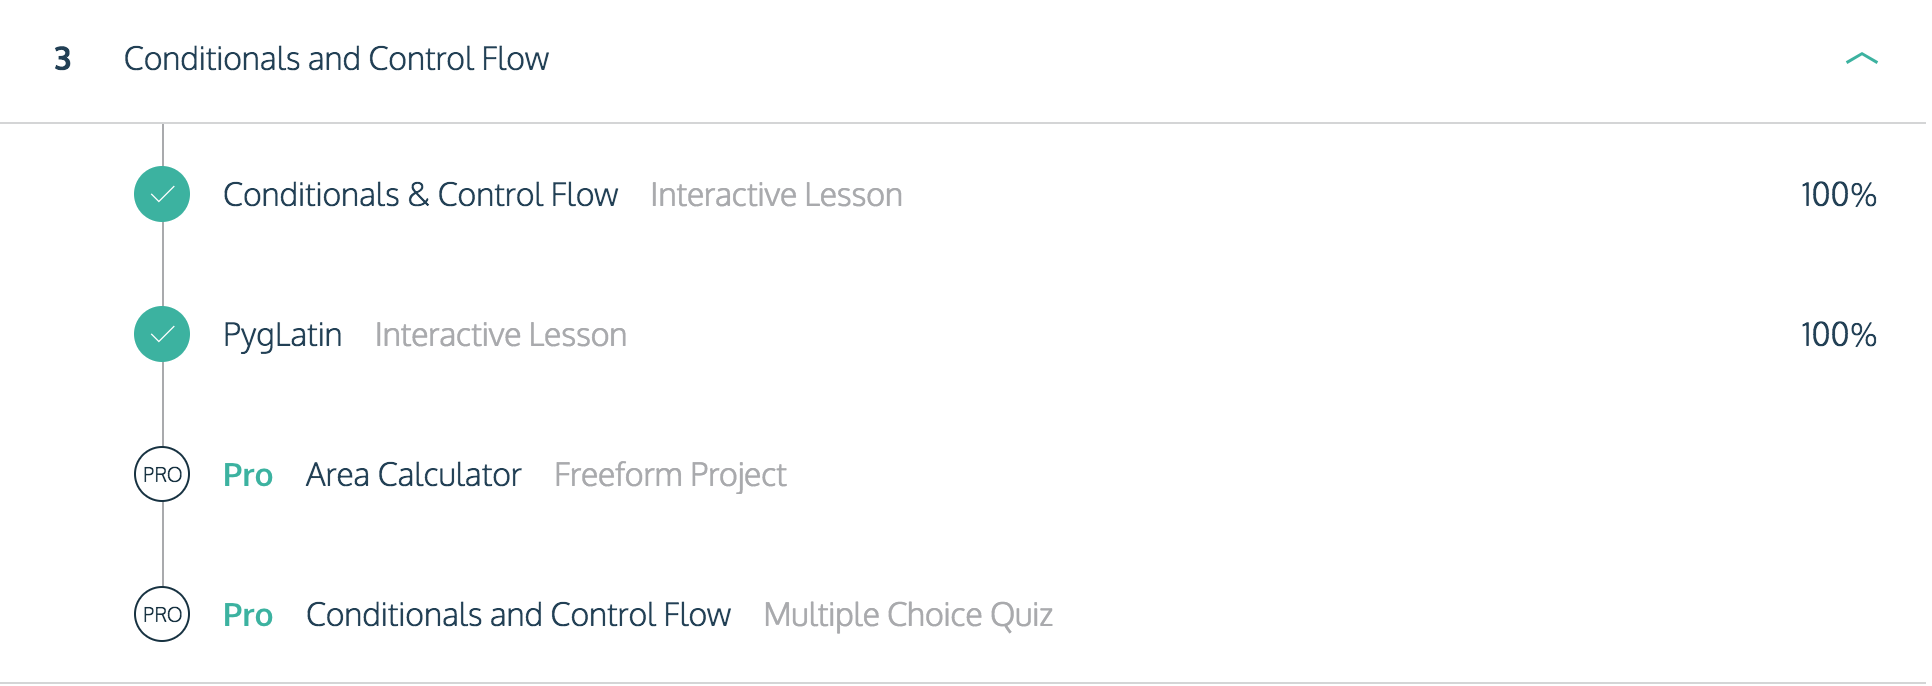 3 Conditionals and Control Flow
Conditionals & Control Flow Interactive Lesson 100%
PygLatin Interactive Lesson 100%
PRO Pro Area Calculator Freeform Project
PRO Pro Conditionals and Control Flow Multiple Choice Quiz